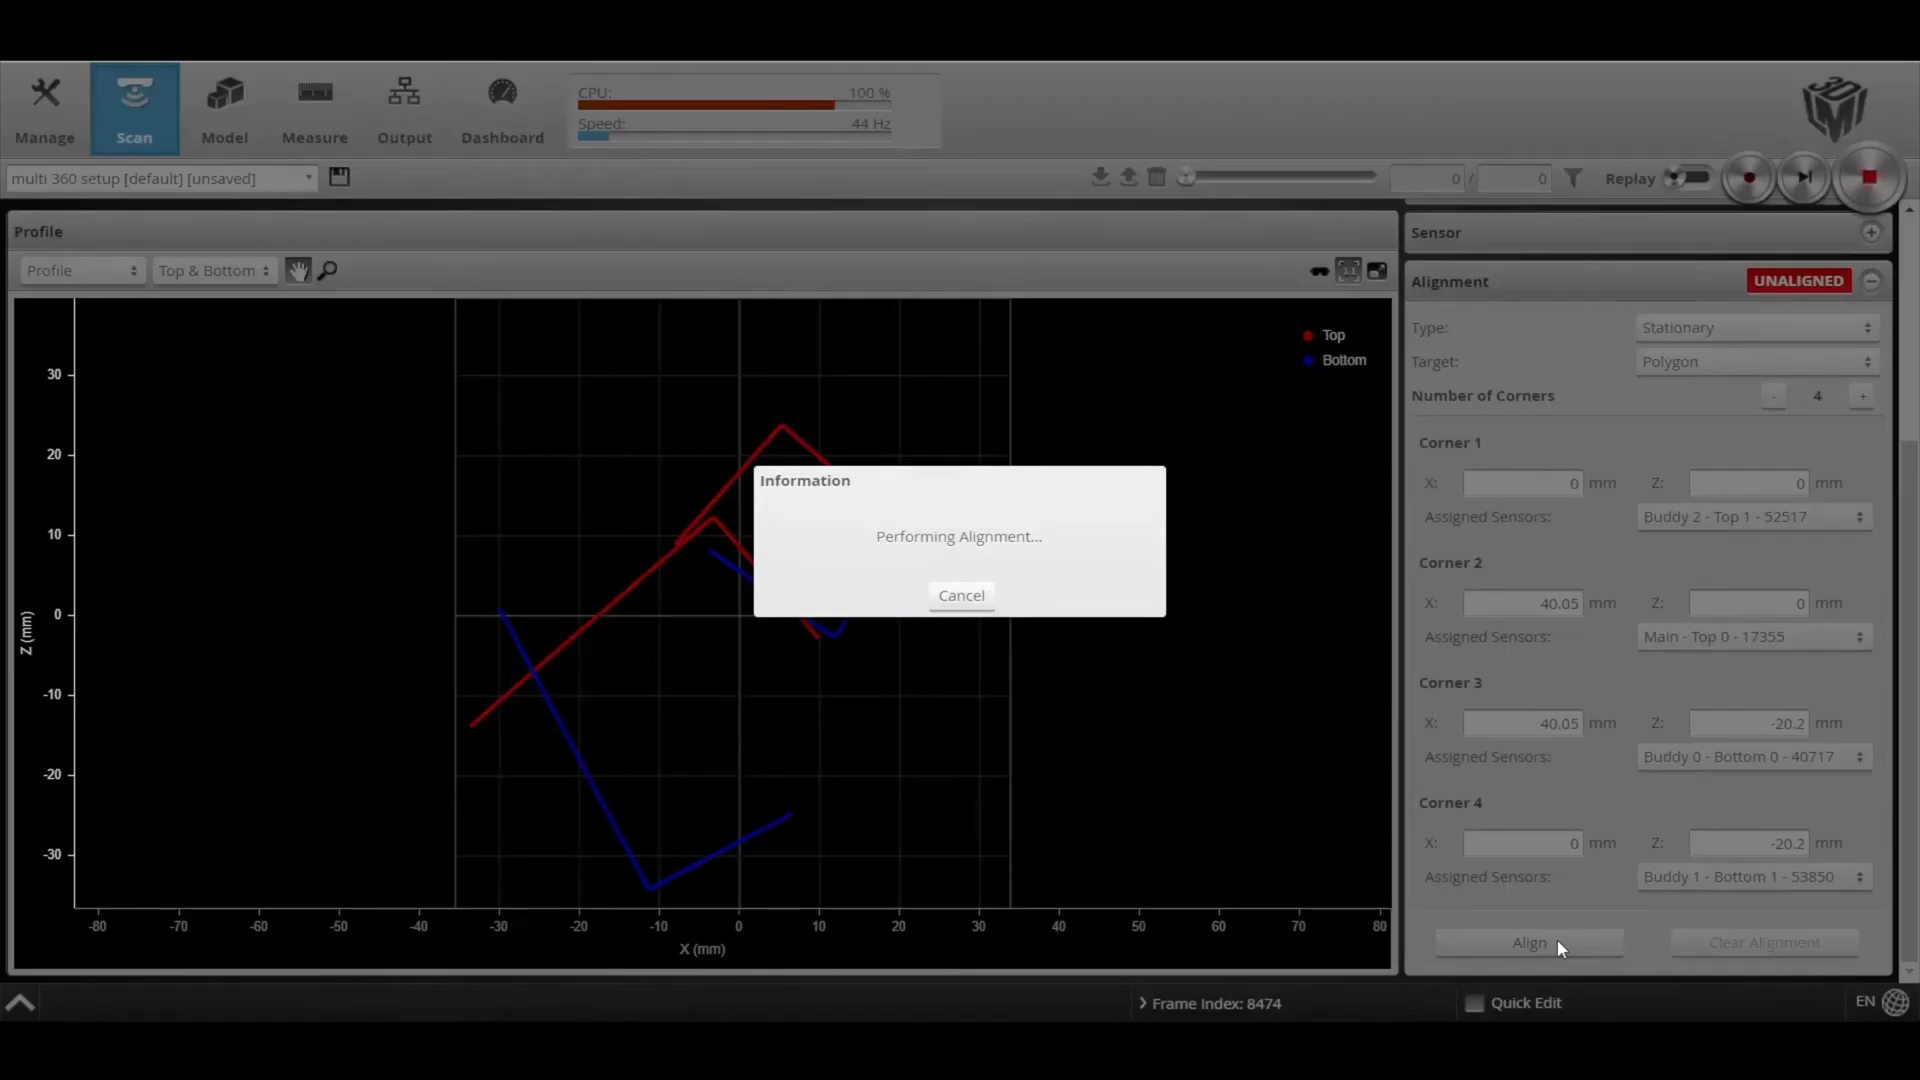 Manage
Scan
Model
Measure
Output
Dashboard
CPU: 100 %
Speed: 44 Hz
3D
LMI
multi 360 setup [default] [unsaved]
0 / 0
Replay
Profile
Profile
Top & Bottom
1:1
Top
Bottom
30
20
10
0
-10
-20
-30
Z (mm)
-80 -70 -60 -50 -40 -30 -20 -10 0 10 20 30 40 50 60 70 80
X (mm)
Information
Performing Alignment...
Cancel
Sensor
Alignment UNALIGNED
Type: Stationary
Target: Polygon
Number of Corners - 4 +
Corner 1
X: 0 mm Z: 0 mm
Assigned Sensors: Buddy 2 - Top 1 - 52517
Corner 2
X: 40.05 mm Z: 0 mm
Assigned Sensors: Main - Top 0 - 17355
Corner 3
X: 40.05 mm Z: -20.2 mm
Assigned Sensors: Buddy 0 - Bottom 0 - 40717
Corner 4
X: 0 mm Z: -20.2 mm
Assigned Sensors: Buddy 1 - Bottom 1 - 53850
Align
Clear Alignment
Frame Index: 8474
Quick Edit
EN